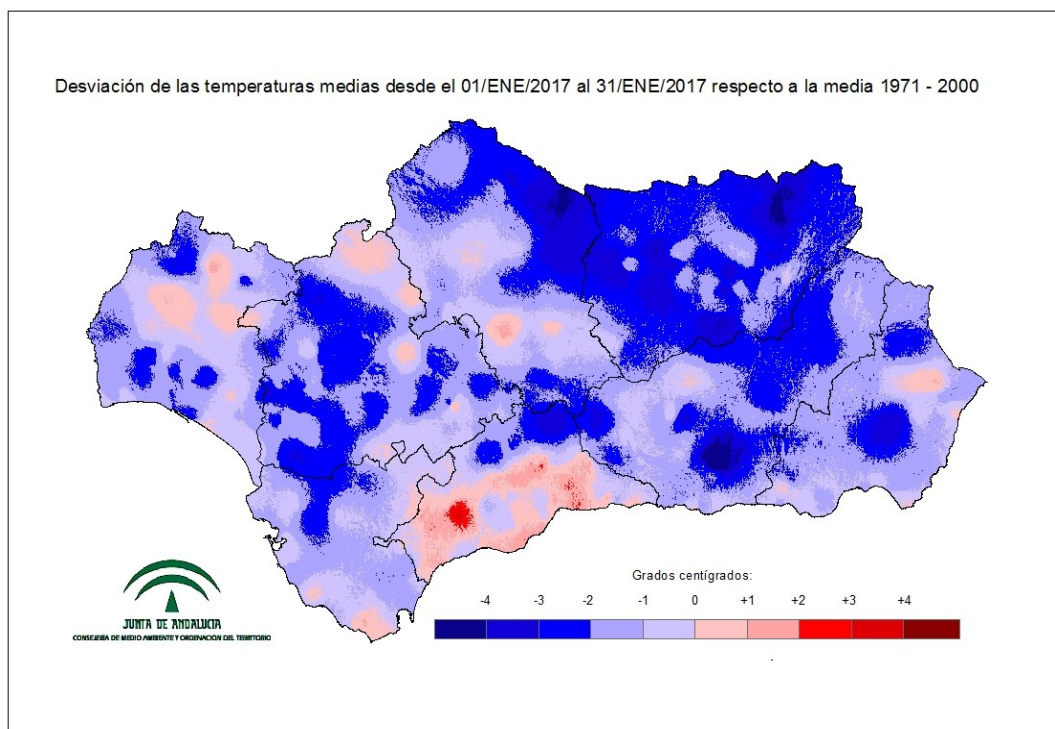 Desviación de las temperaturas medias desde el 01/ENE/2017 al 31/ENE/2017 respecto a la media 1971 - 2000
Grados centígrados:
-4 -3 -2 -1 0 +1 +2 +3 +4
JUNTA DE ANDALUCIA
CONSEJERÍA DE MEDIO AMBIENTE Y ORDENACIÓN DEL TERRITORIO